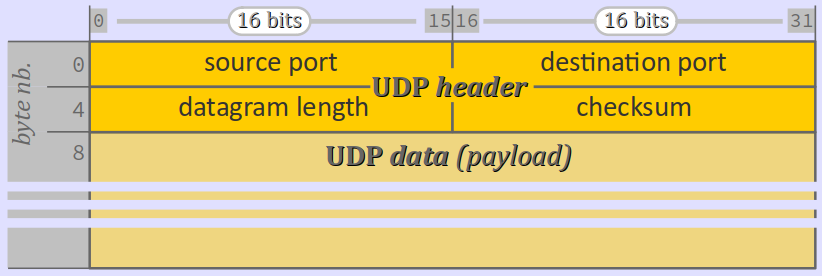 0 16 bits 15 16 16 bits 31
byte nb.
0 source port destination port
UDP header
4 datagram length checksum
8 UDP data (payload)